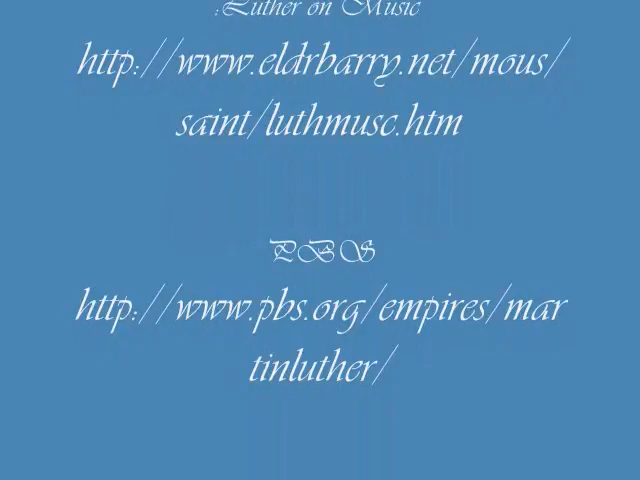 :Luther on Music
http://www.eldrbarry.net/mous/
saint/luthmusc.htm
PBS
http://www.pbs.org/empires/mar
tinluther/